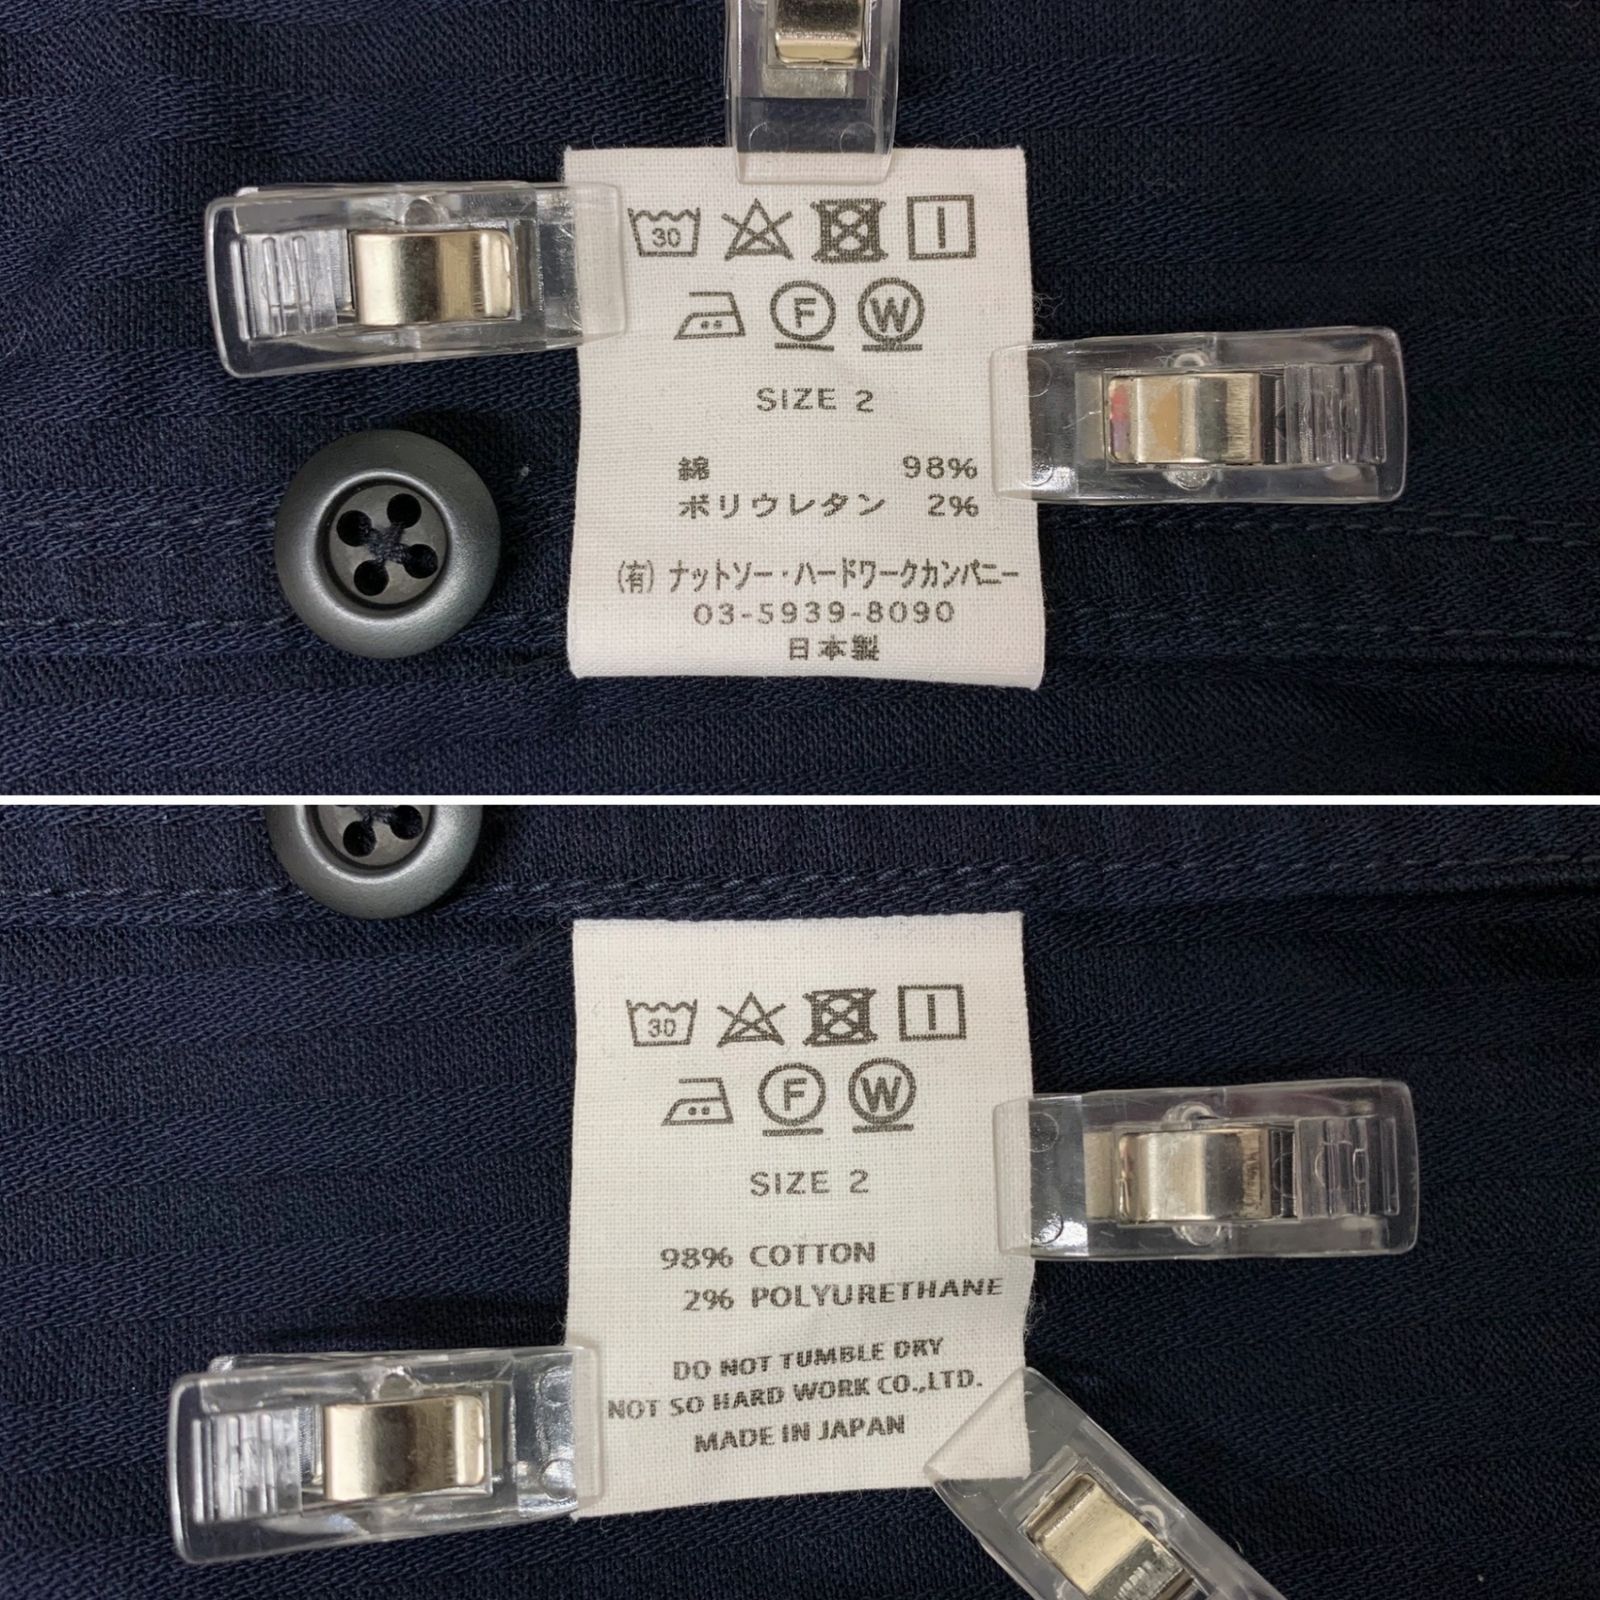 30
F W
SIZE 2
綿 98%
ポリウレタン 2%
(有) ナットソー・ハードワークカンパニー
03-5939-8090
日本製
30
F W
SIZE 2
98% COTTON
2% POLYURETHANE
DO NOT TUMBLE DRY
NOT SO HARD WORK CO.,LTD.
MADE IN JAPAN